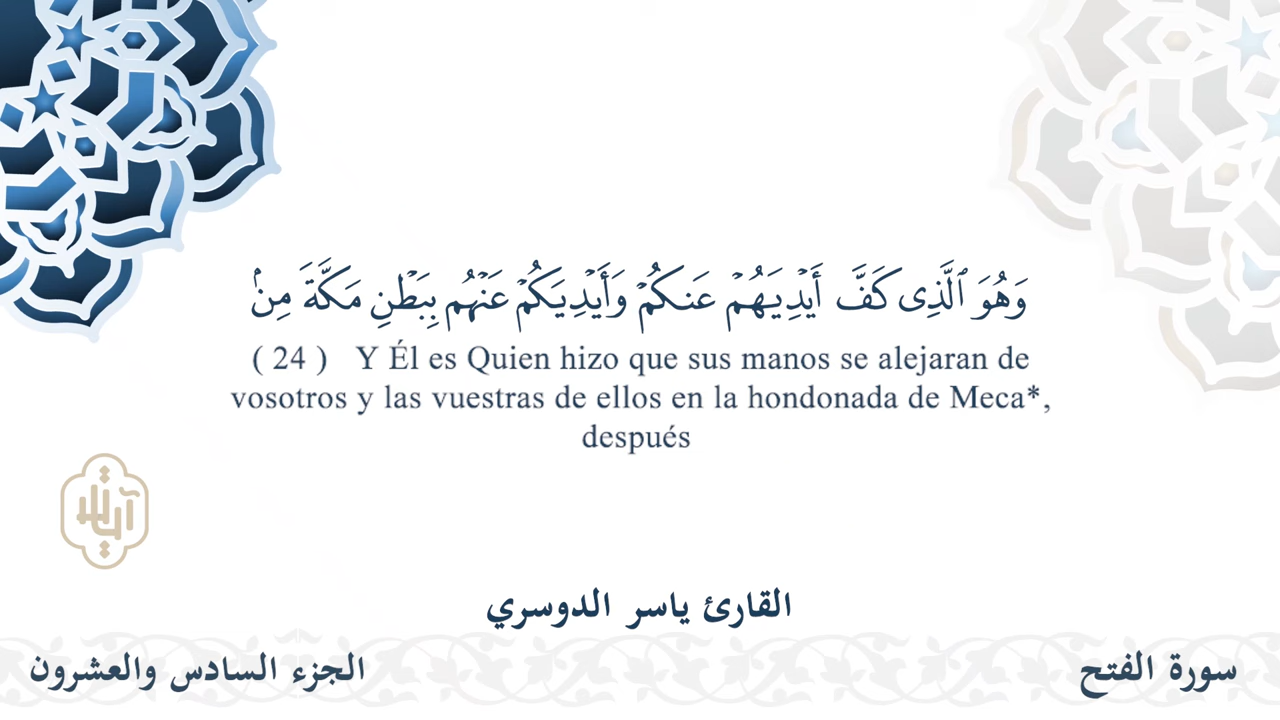 وَهُوَ ٱلَّذِى كَفَّ أَيْدِيَهُمْ عَنكُمْ وَأَيْدِيَكُمْ عَنْهُم بِبَطْنِ مَكَّةَ مِنۢ
( 24 ) Y Él es Quien hizo que sus manos se alejaran de
vosotros y las vuestras de ellos en la hondonada de Meca*,
después
آيات
القارئ ياسر الدوسري
سورة الفتح
الجزء السادس والعشرون